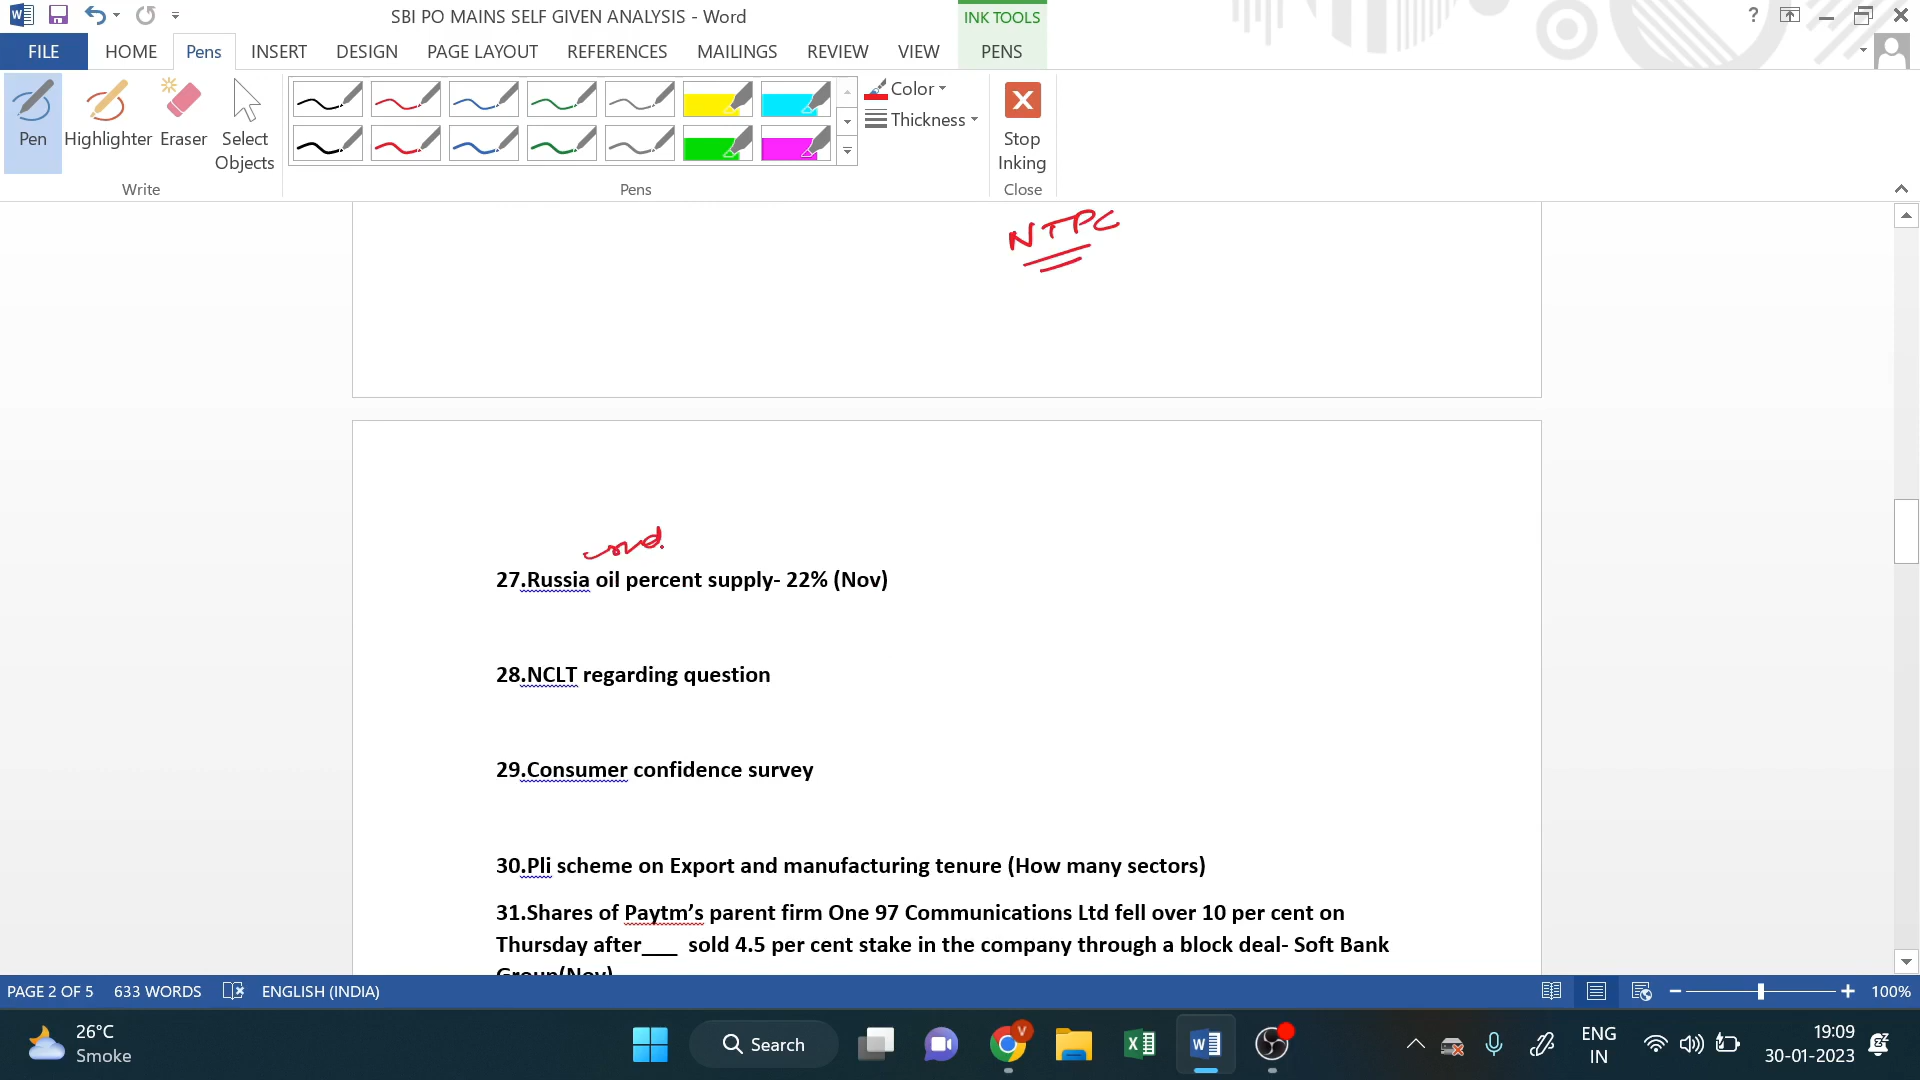 SBI PO MAINS SELF GIVEN ANALYSIS - Word
INK TOOLS
?
FILE
HOME
Pens
INSERT
DESIGN
PAGE LAYOUT
REFERENCES
MAILINGS
REVIEW
VIEW
PENS
Pen
Highlighter
Eraser
Select
Objects
Color
Thickness
Stop
Inking
Write
Pens
Close
NTPC
27.Russia oil percent supply- 22% (Nov)
28.NCLT regarding question
29.Consumer confidence survey
30.Pli scheme on Export and manufacturing tenure (How many sectors)
31.Shares of Paytm’s parent firm One 97 Communications Ltd fell over 10 per cent on
Thursday after___ sold 4.5 per cent stake in the company through a block deal- Soft Bank
Group(Nov)
PAGE 2 OF 5
633 WORDS
ENGLISH (INDIA)
100%
26°C
Smoke
Search
V
ENG
IN
19:09
30-01-2023